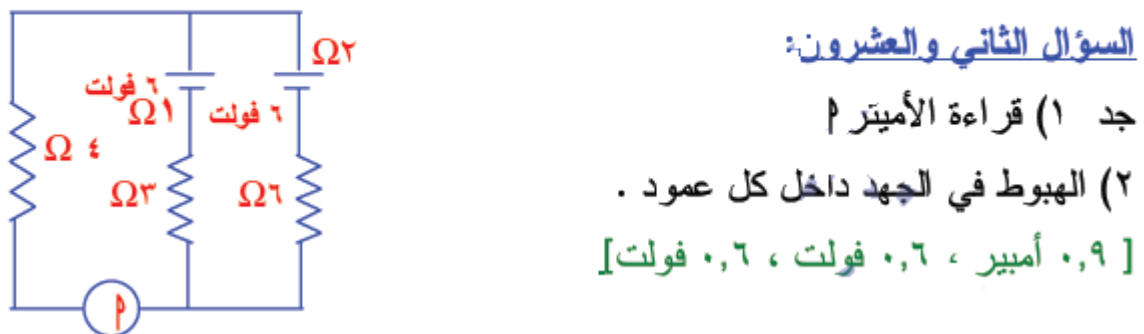 السؤال الثاني والعشرون:
جد ١) قراءة الأميتر م
٢) الهبوط في الجهد داخل كل عمود .
[ ٠,٩ أمبير ، ٠,٦ فولت ، ٠,٦ فولت]
Ω٢
٦ فولت
Ω١
٦ فولت
Ω ٤
Ω٣
Ω٦
م